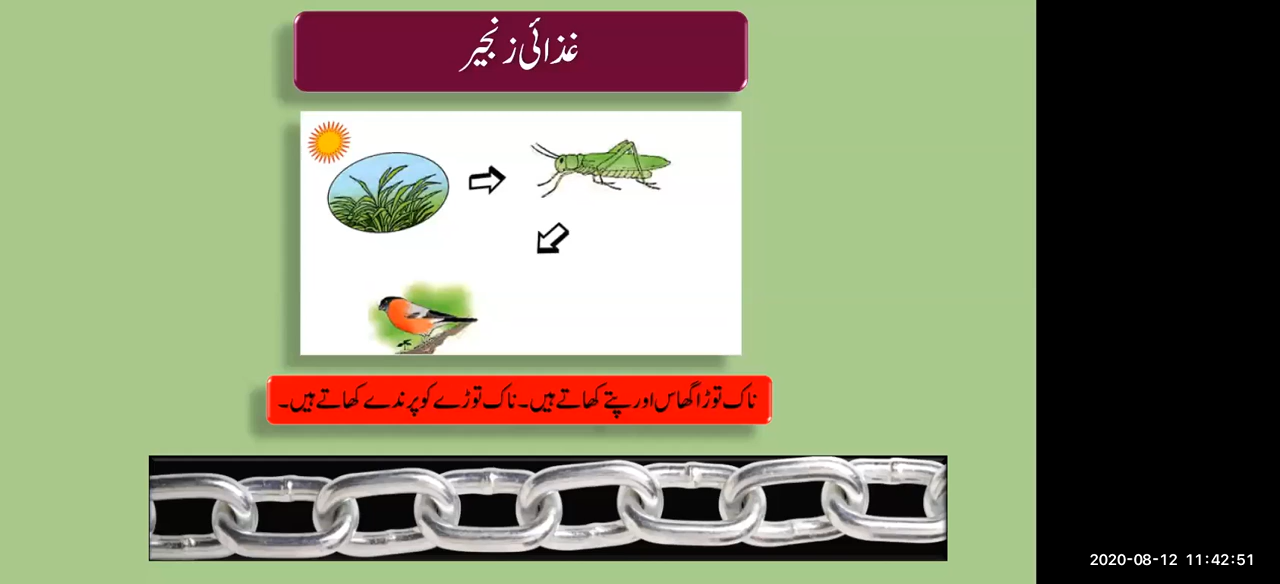 غذائی زنجیر
ناک توڑا گھاس اور پتے کھاتے ہیں۔ ناک توڑے کو پرندے کھاتے ہیں۔
2020-08-12 11:42:51